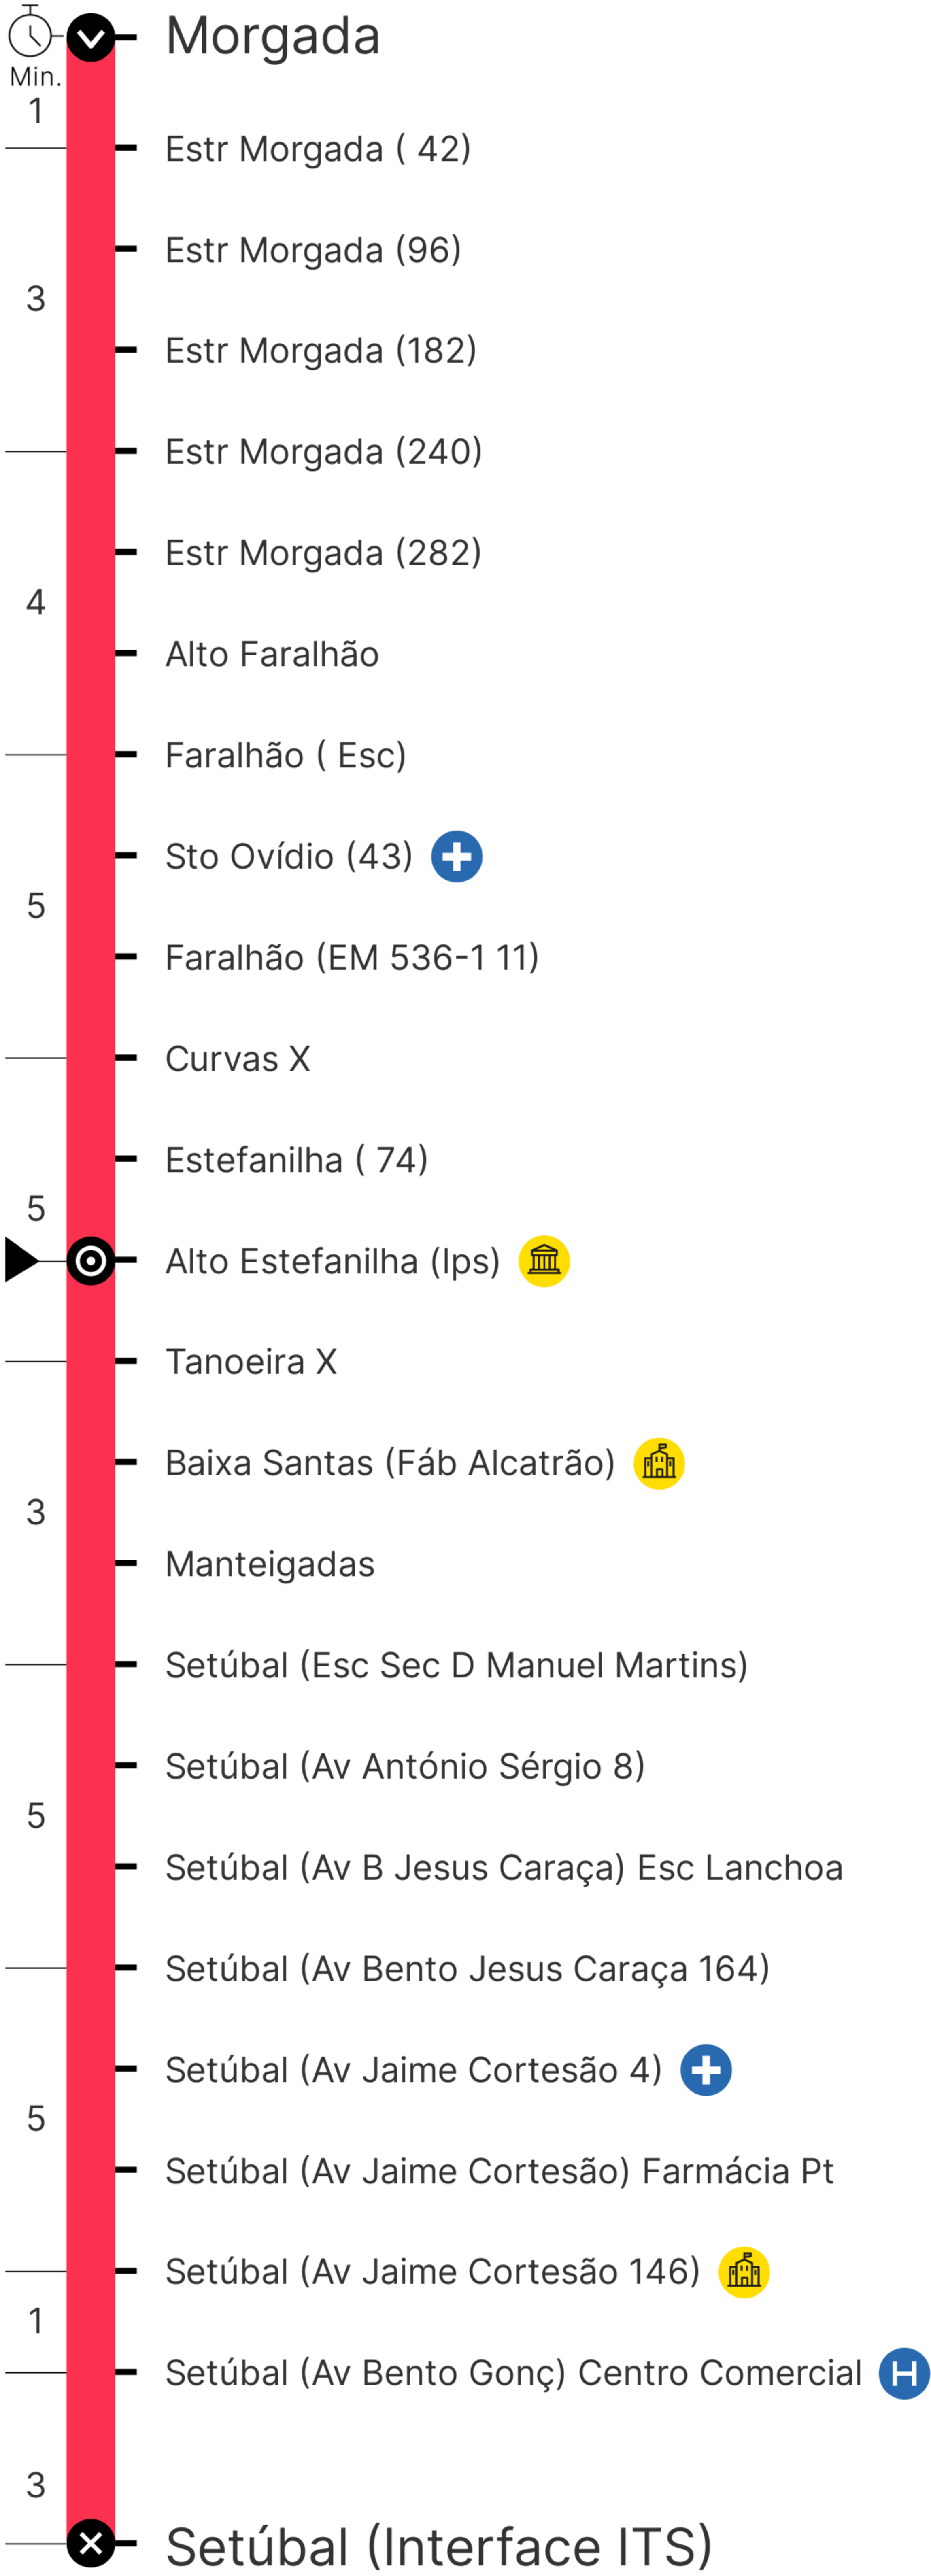 Morgada
Min.
1
Estr Morgada ( 42)
Estr Morgada (96)
3
Estr Morgada (182)
Estr Morgada (240)
Estr Morgada (282)
4
Alto Faralhão
Faralhão ( Esc)
Sto Ovídio (43)
5
Faralhão (EM 536-1 11)
Curvas X
Estefanilha ( 74)
5
Alto Estefanilha (Ips)
Tanoeira X
Baixa Santas (Fáb Alcatrão)
3
Manteigadas
Setúbal (Esc Sec D Manuel Martins)
Setúbal (Av António Sérgio 8)
5
Setúbal (Av B Jesus Caraça) Esc Lanchoa
Setúbal (Av Bento Jesus Caraça 164)
Setúbal (Av Jaime Cortesão 4)
5
Setúbal (Av Jaime Cortesão) Farmácia Pt
Setúbal (Av Jaime Cortesão 146)
1
Setúbal (Av Bento Gonç) Centro Comercial H
3
Setúbal (Interface ITS)